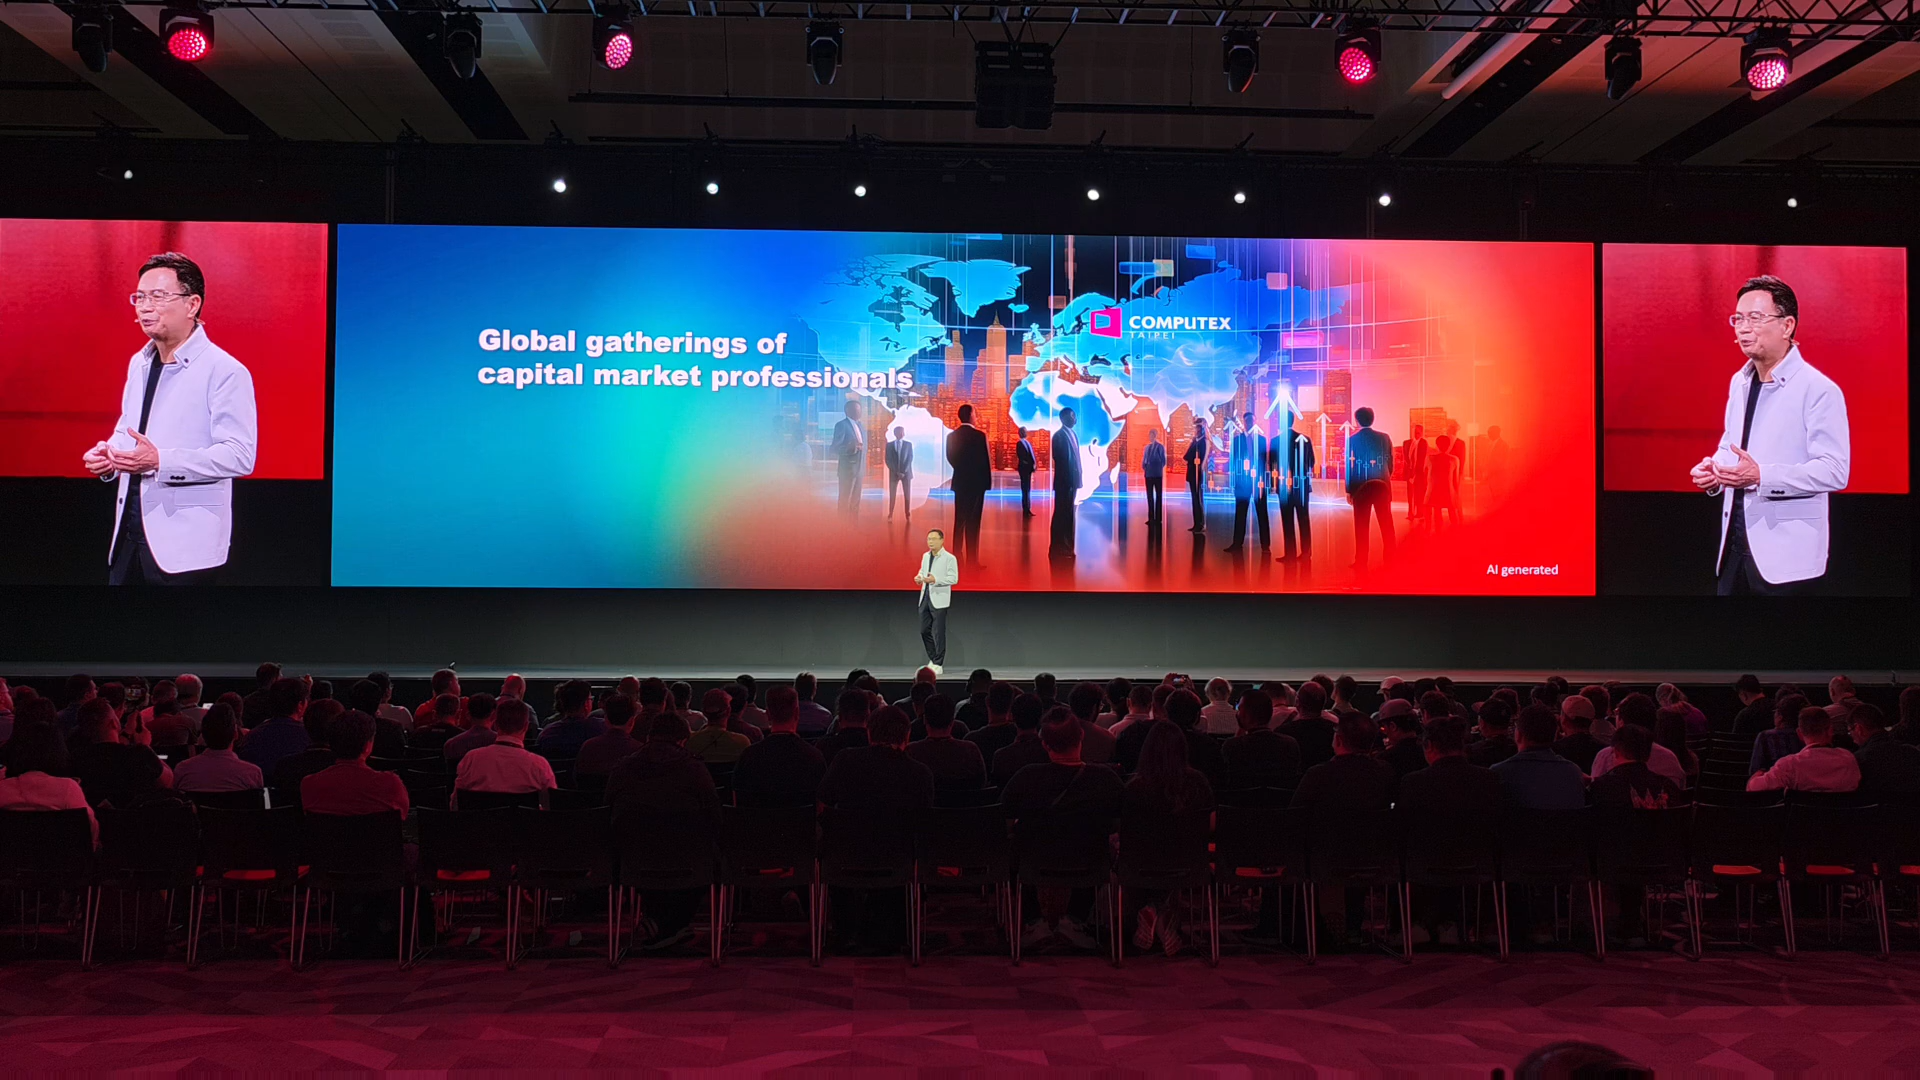 Global gatherings of
capital market professionals
COMPUTEX
TAIPEI
AI generated